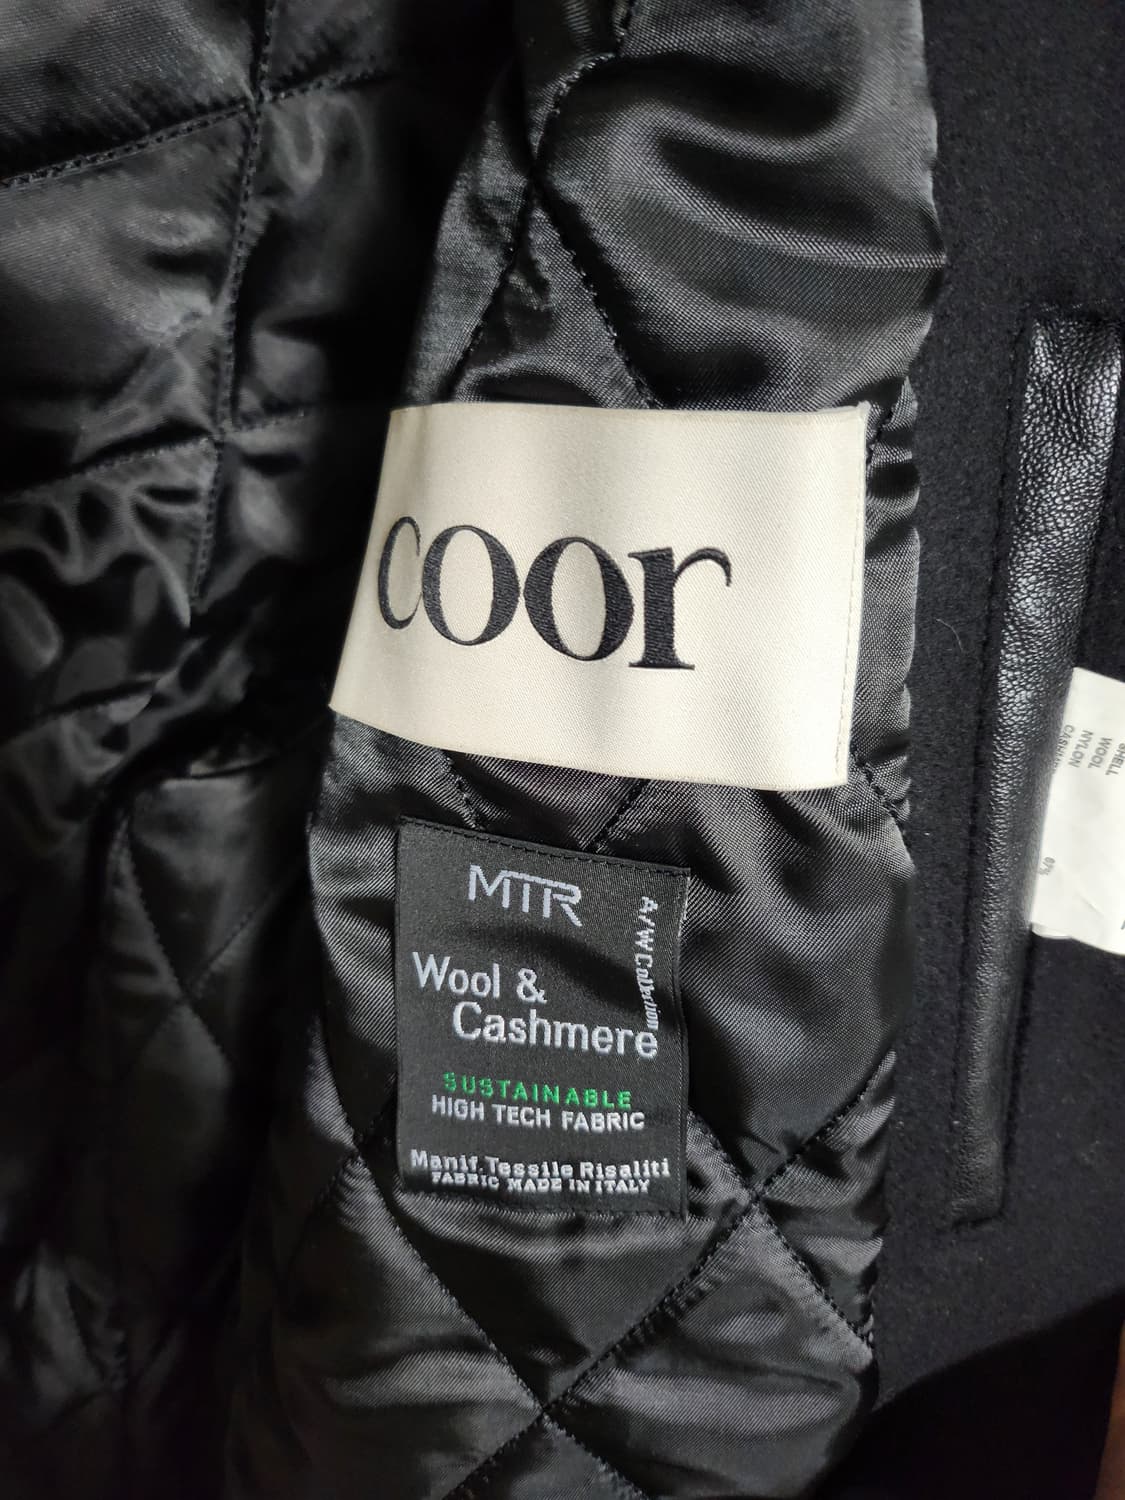 coor
MTR
A/W Collection
Wool &
Cashmere
SUSTAINABLE
HIGH TECH FABRIC
Manif. Tessile Risaliti
FABRIC MADE IN ITALY
SHELL
WOOL
NYLON